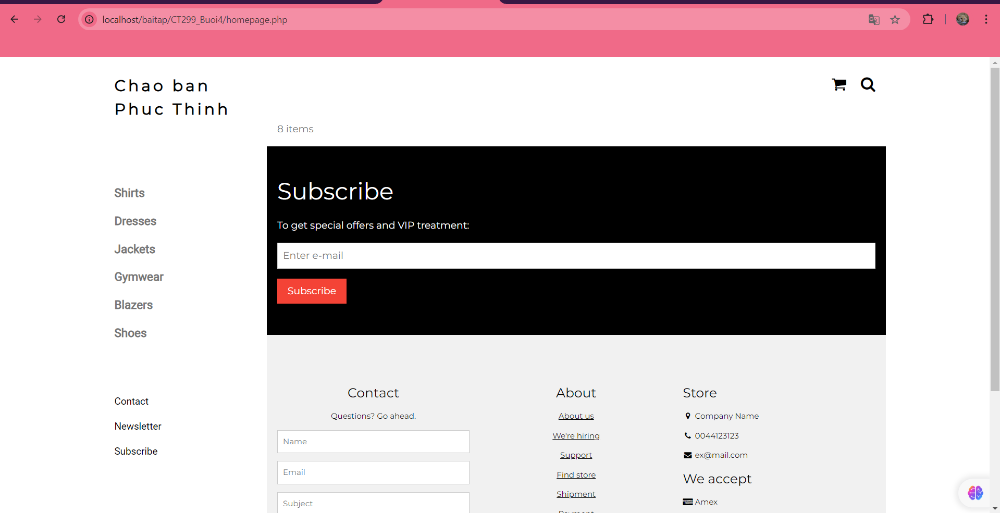 localhost/baitap/CT299_Buoi4/homepage.php
Chao ban
Phuc Thinh
8 items
Shirts
Dresses
Jackets
Gymwear
Blazers
Shoes
Contact
Newsletter
Subscribe
Subscribe
To get special offers and VIP treatment:
Enter e-mail
Subscribe
Contact
Questions? Go ahead.
Name
Email
Subject
About
About us
We're hiring
Support
Find store
Shipment
Payment
Store
Company Name
0044123123
ex@mail.com
We accept
Amex